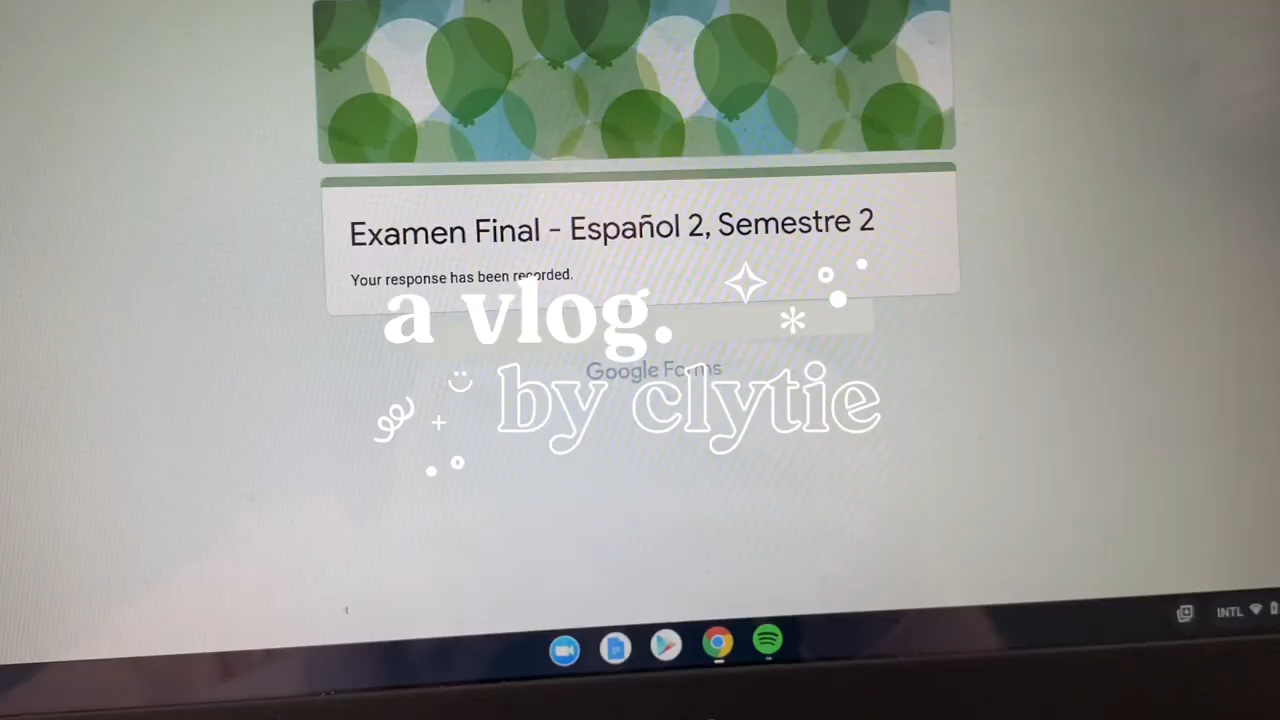 Examen Final - Español 2, Semestre 2
Your response has been recorded.
a vlog.
Google Forms
by clytie
INTL